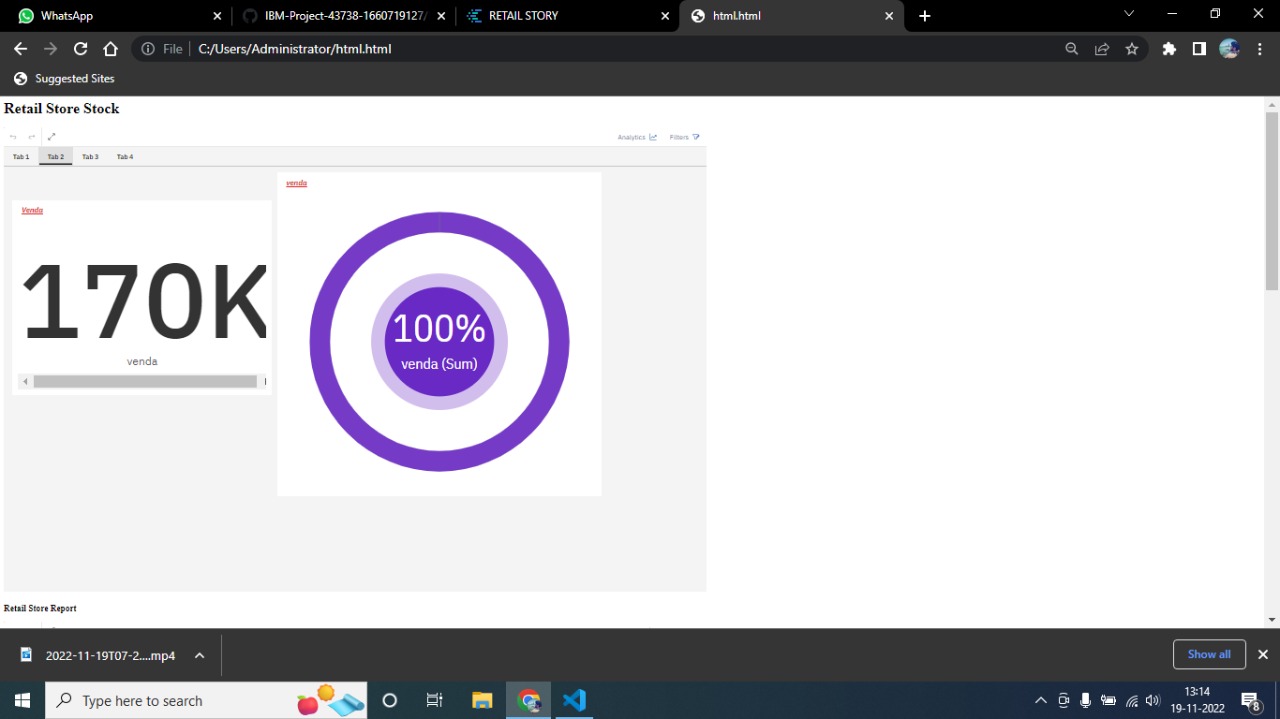 WhatsApp
IBM-Project-43738-1660719127/
RETAIL STORY
html.html
File
C:/Users/Administrator/html.html
Suggested Sites
Retail Store Stock
Analytics
Filters
Tab 1
Tab 2
Tab 3
Tab 4
Venda
170K
venda
venda
100%
venda (Sum)
Retail Store Report
2022-11-19T07-2....mp4
Show all
Type here to search
13:14
19-11-2022
8